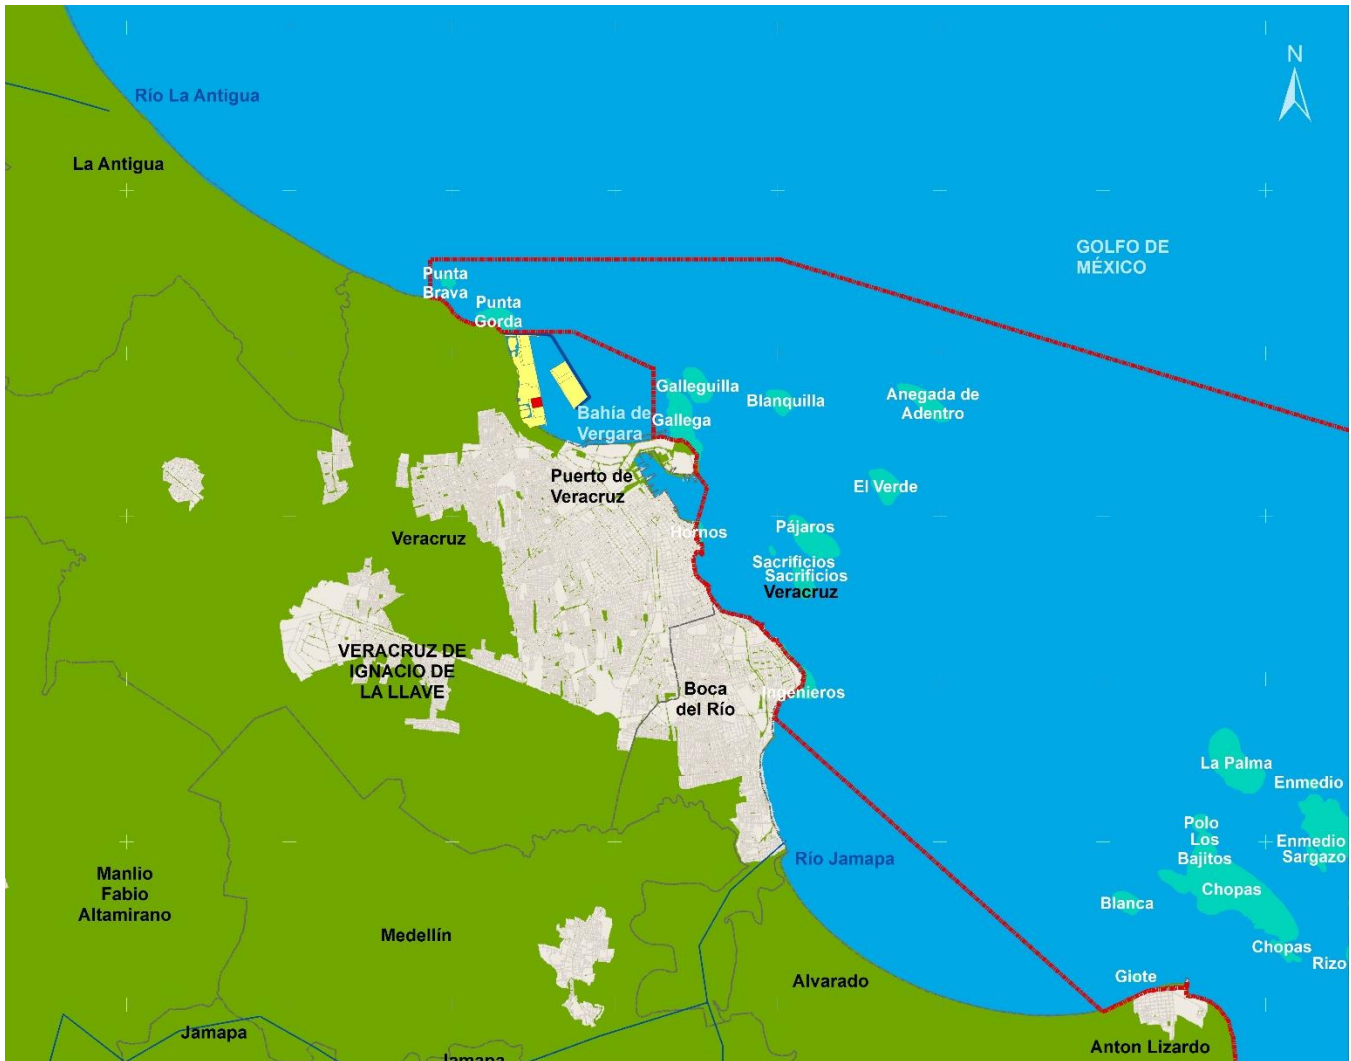 N
Río La Antigua
La Antigua
GOLFO DE
MÉXICO
Punta
Brava
Punta
Gorda
Galleguilla
Gallega
Blanquilla
Anegada de
Adentro
Bahía de
Vergara
Puerto de
Veracruz
El Verde
Pájaros
Hornos
Veracruz
Sacrificios
Sacrificios
Veracruz
VERACRUZ DE
IGNACIO DE
LA LLAVE
Boca
del Río
Ingenieros
La Palma
Enmedio
Polo
Los
Bajitos
Enmedio
Sargazo
Río Jamapa
Manlio
Fabio
Altamirano
Chopas
Blanca
Medellín
Chopas
Rizo
Giote
Alvarado
Jamapa
Anton Lizardo
Jamapa